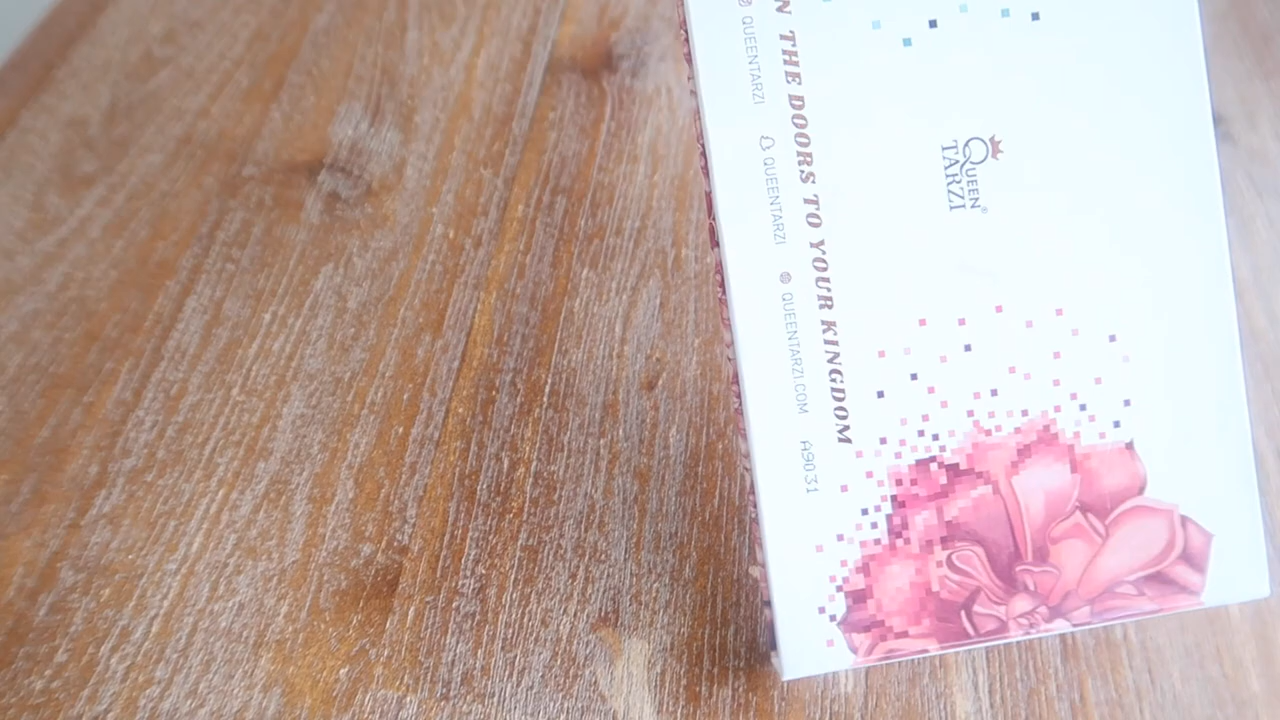 QUEEN
TARZI
®
N THE DOORS TO YOUR KINGDOM
QUEENTARZI QUEENTARZI QUEENTARZI.COM A9031